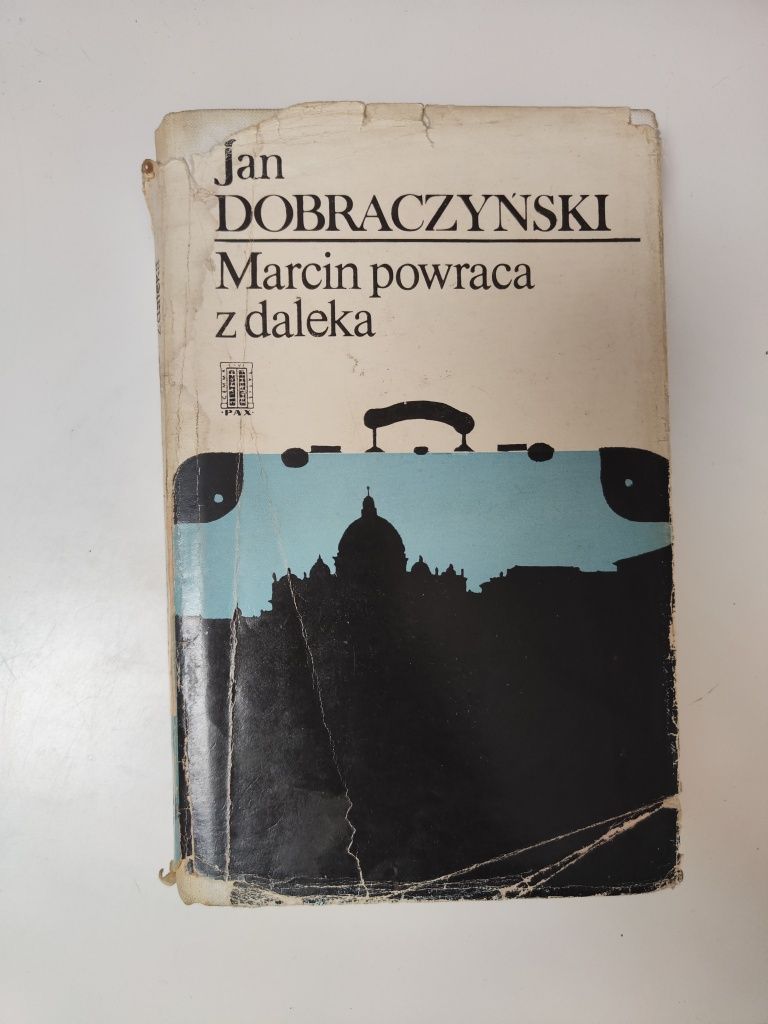 Jan
DOBRACZYŃSKI
Marcin powraca
z daleka
PAX